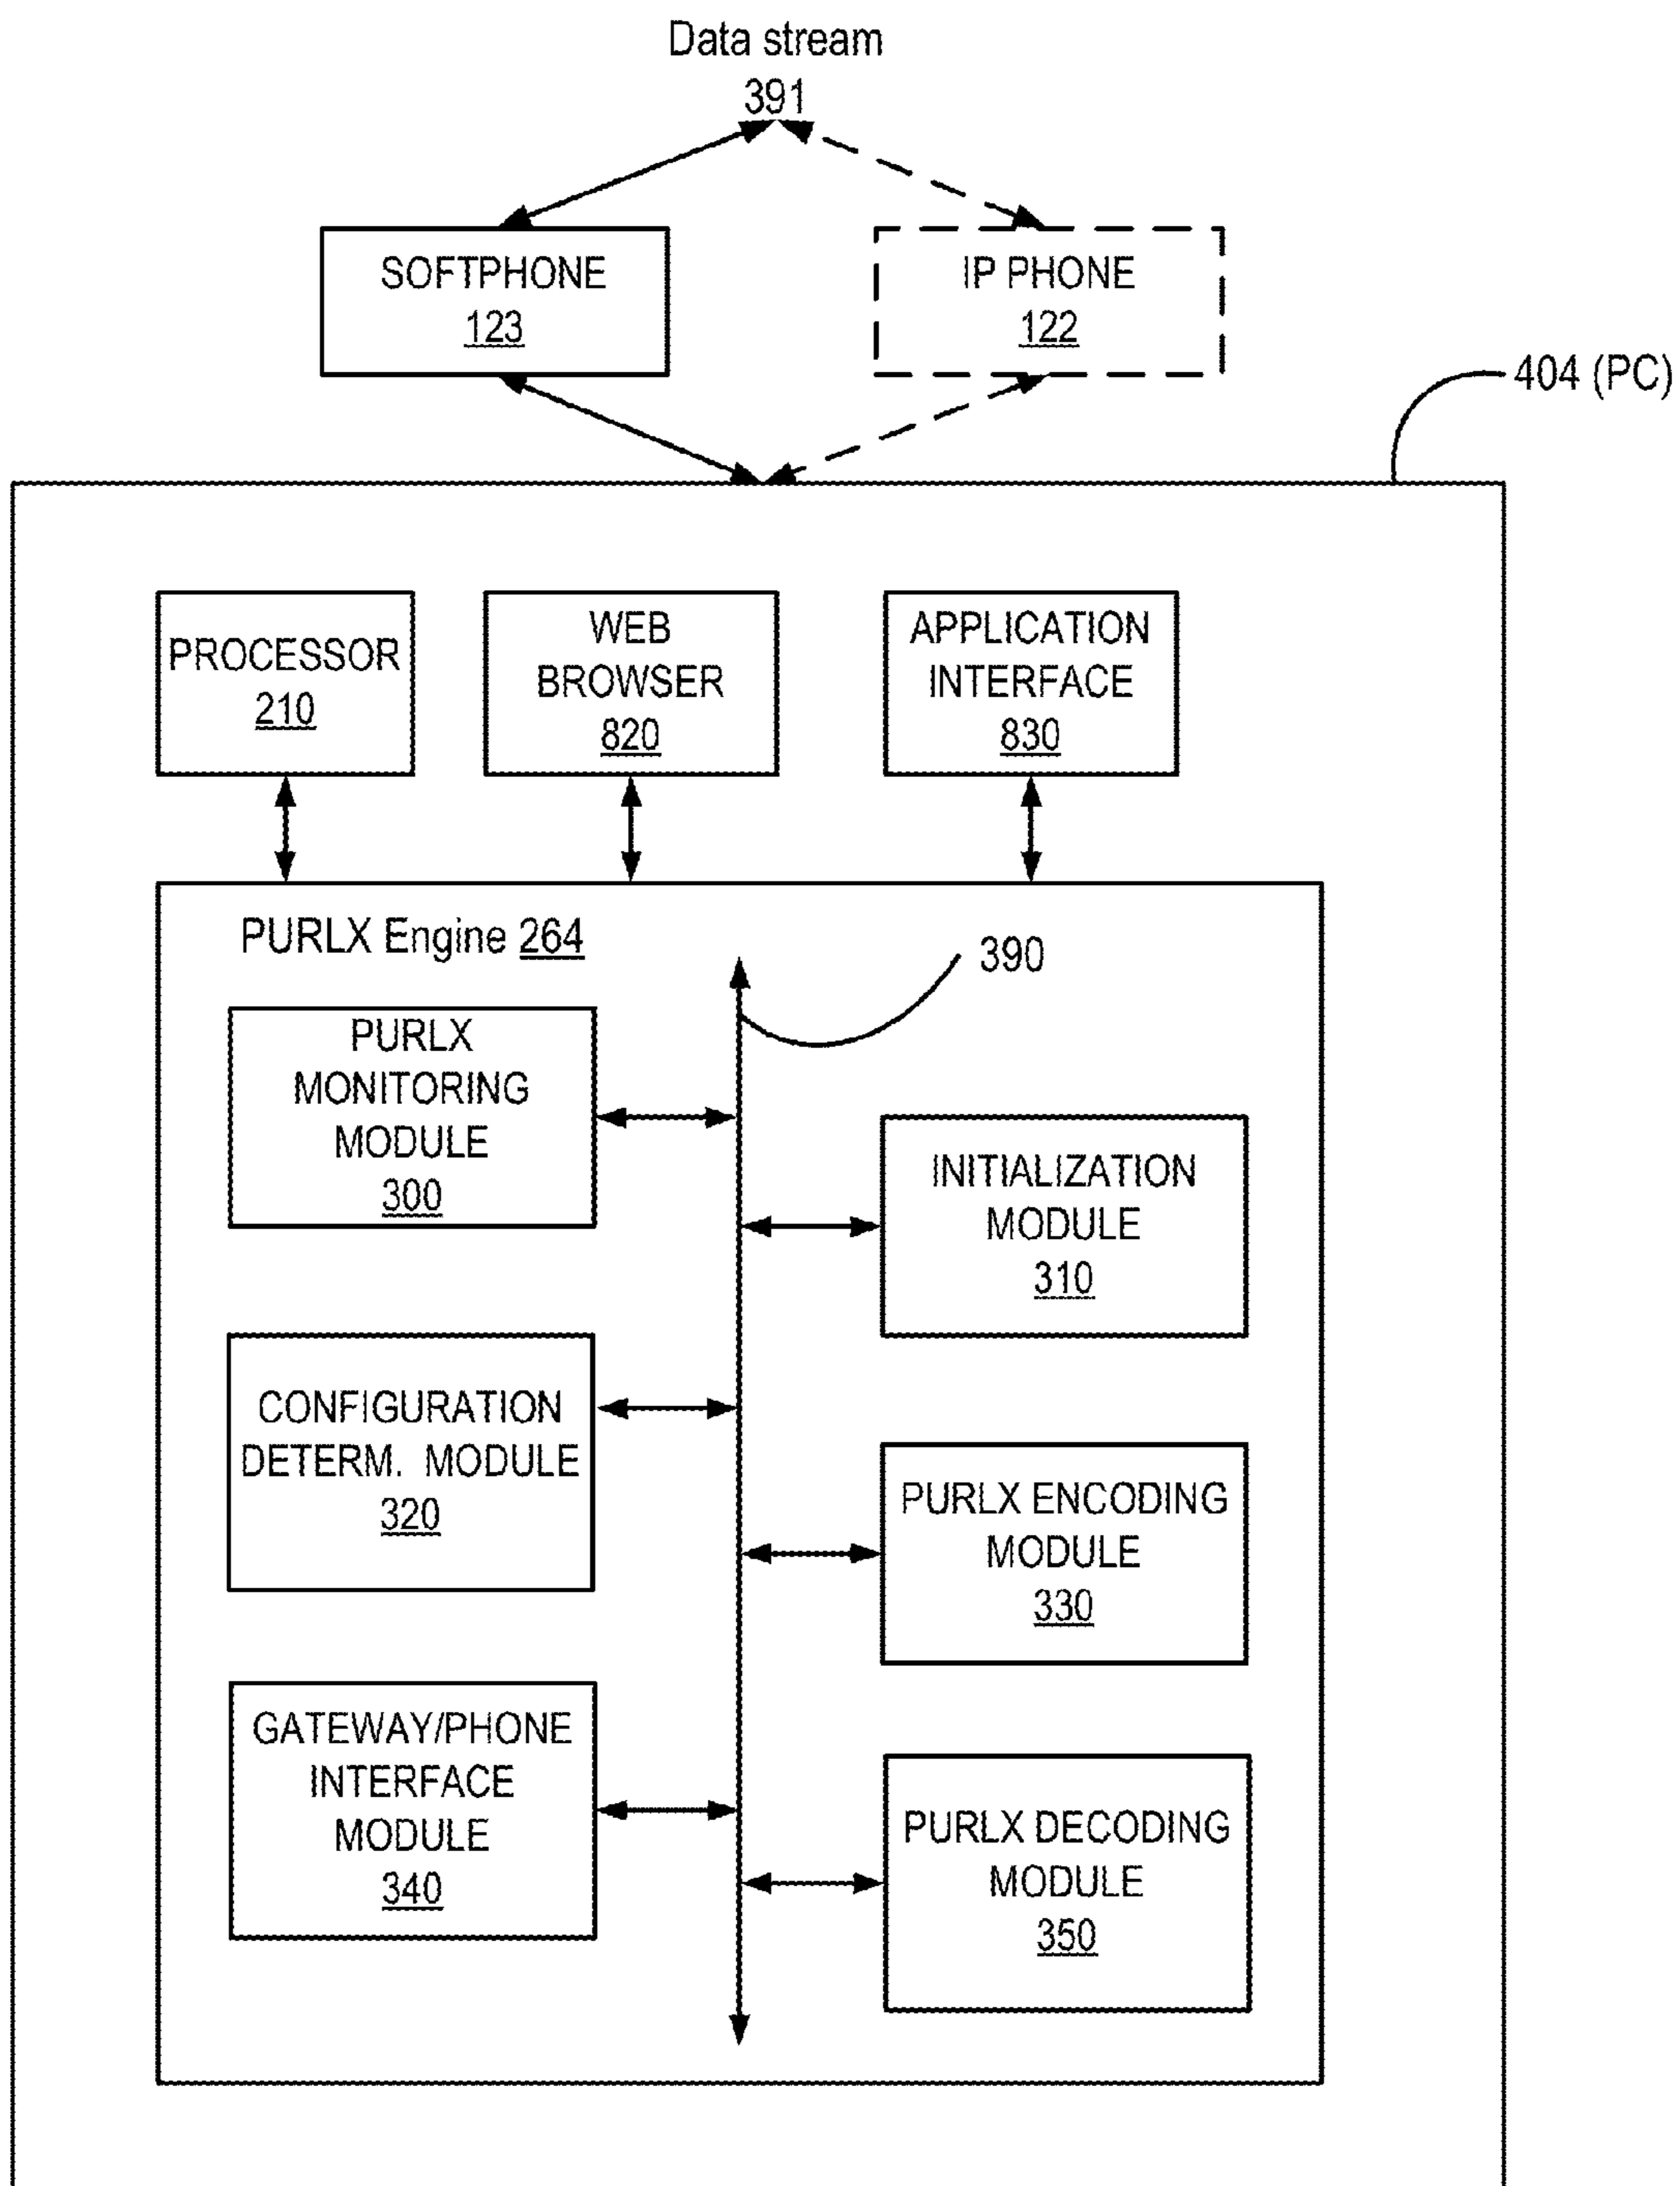 Data stream
391
SOFTPHONE
123
IP PHONE
122
404 (PC)
PROCESSOR
210
WEB
BROWSER
820
APPLICATION
INTERFACE
830
PURLX Engine 264
390
PURLX
MONITORING
MODULE
300
INITIALIZATION
MODULE
310
CONFIGURATION
DETERM. MODULE
320
PURLX ENCODING
MODULE
330
GATEWAY/PHONE
INTERFACE
MODULE
340
PURLX DECODING
MODULE
350